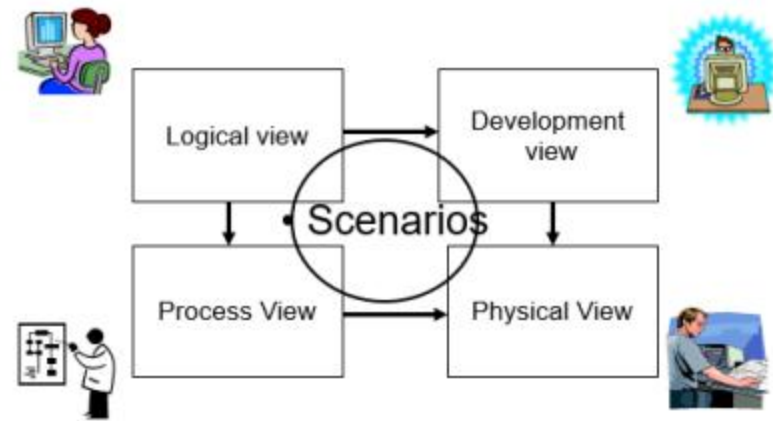 Logical view
Development
view
• Scenarios
Process View
Physical View